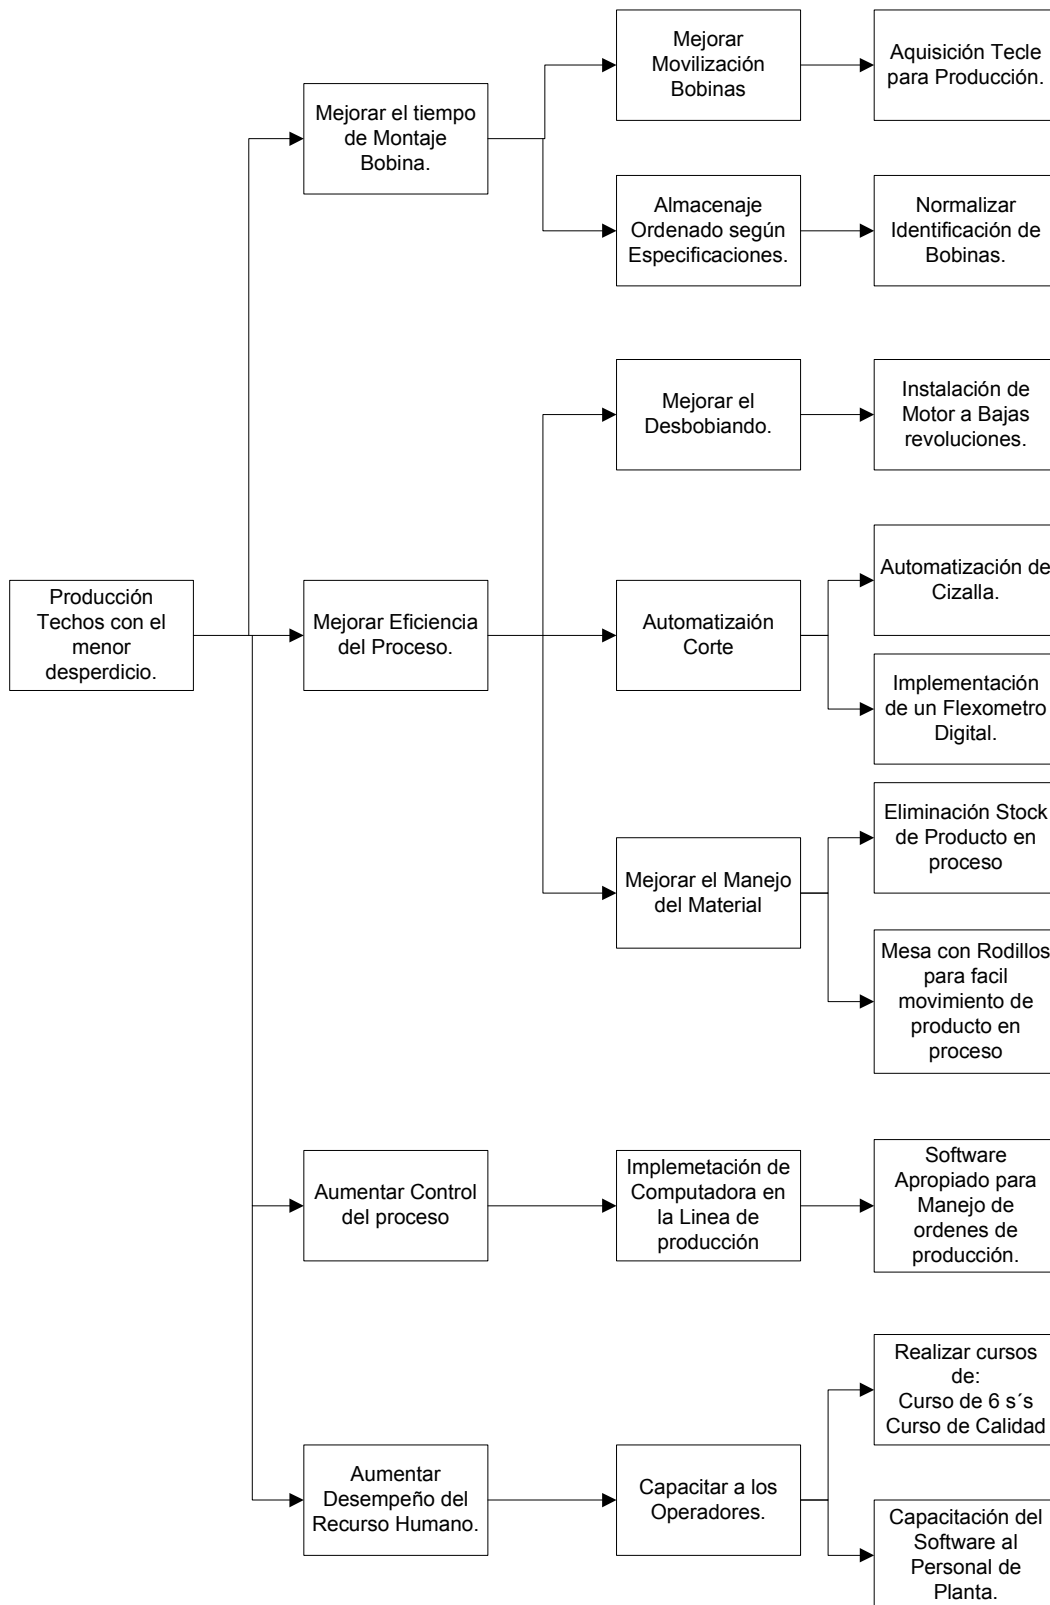 Mejorar
Movilización
Bobinas
Aquisición Tecle
para Producción.
Mejorar el tiempo
de Montaje
Bobina.
Almacenaje
Ordenado según
Especificaciones.
Normalizar
Identificación de
Bobinas.
Mejorar el
Desbobiando.
Instalación de
Motor a Bajas
revoluciones.
Producción
Techos con el
menor
desperdicio.
Mejorar Eficiencia
del Proceso.
Automatizaión
Corte
Automatización de
Cizalla.
Implementación
de un Flexometro
Digital.
Mejorar el Manejo
del Material
Eliminación Stock
de Producto en
proceso
Mesa con Rodillos
para facil
movimiento de
producto en
proceso
Aumentar Control
del proceso
Implemetación de
Computadora en
la Linea de
producción
Software
Apropiado para
Manejo de
ordenes de
producción.
Aumentar
Desempeño del
Recurso Humano.
Capacitar a los
Operadores.
Realizar cursos
de:
Curso de 6 s´s
Curso de Calidad
Capacitación del
Software al
Personal de
Planta.